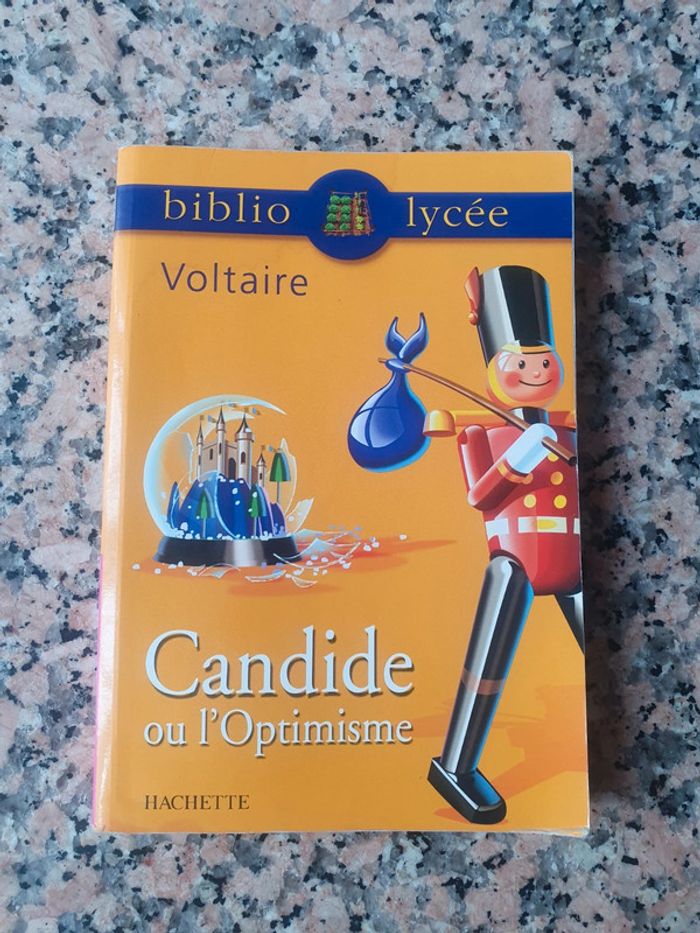 biblio lycée
Voltaire
Candide
ou l'Optimisme
HACHETTE